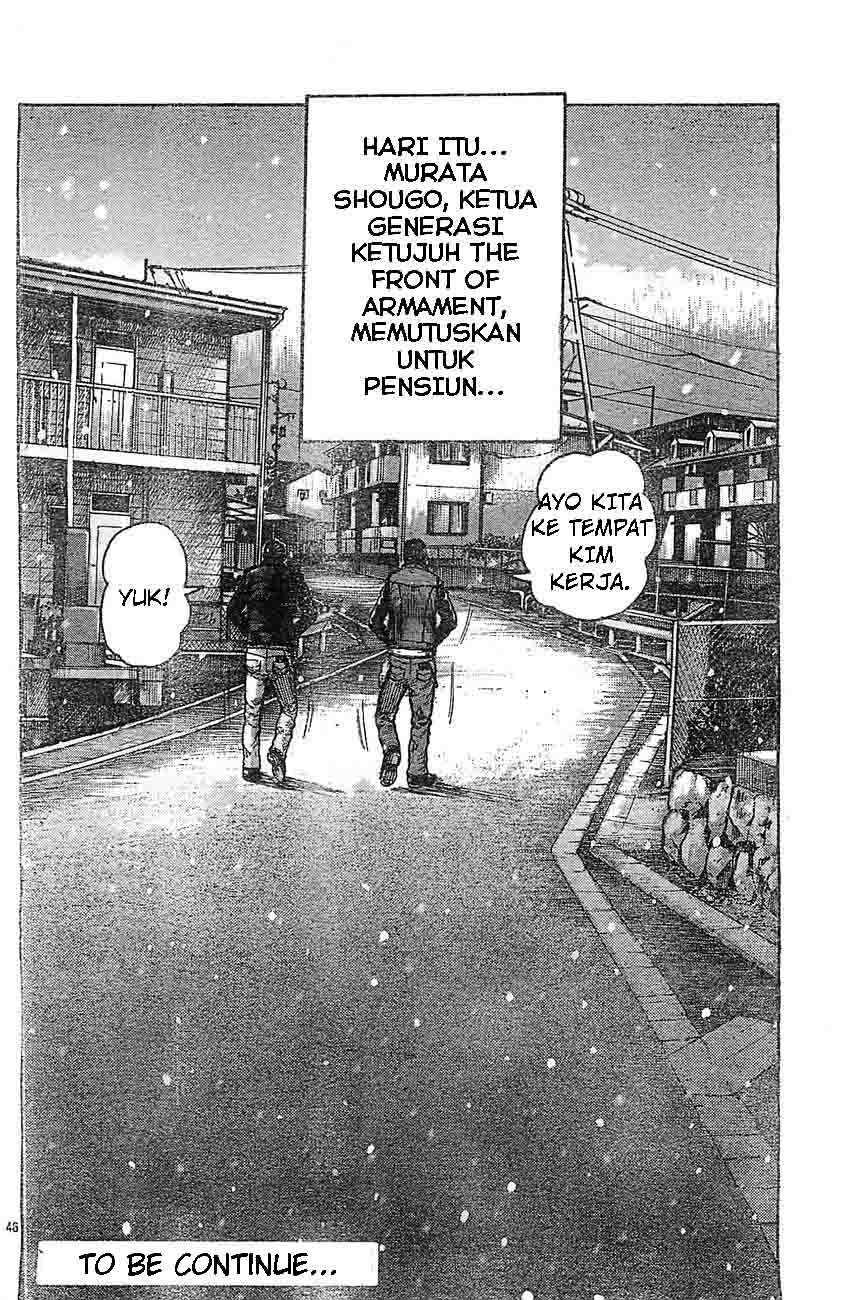 HARI ITU...
MURATA
SHOUGO, KETUA
GENERASI
KETUJUH THE
FRONT OF
ARMAMENT,
MEMUTUSKAN
UNTUK
PENSIUN...
AYO KITA
KE TEMPAT
KIM
KERJA.
YUK!
46
TO BE CONTINUE...